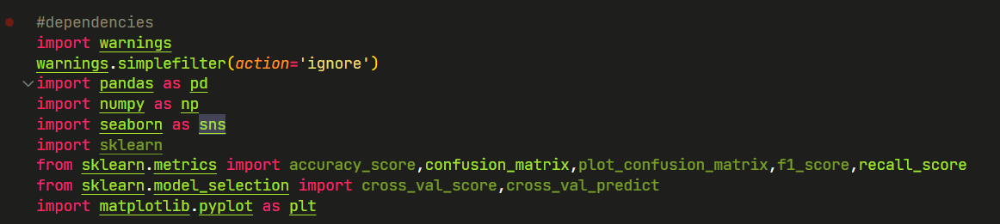 #dependencies
import warnings
warnings.simplefilter(action='ignore')
import pandas as pd
import numpy as np
import seaborn as sns
import sklearn
from sklearn.metrics import accuracy_score,confusion_matrix,plot_confusion_matrix,f1_score,recall_score
from sklearn.model_selection import cross_val_score,cross_val_predict
import matplotlib.pyplot as plt